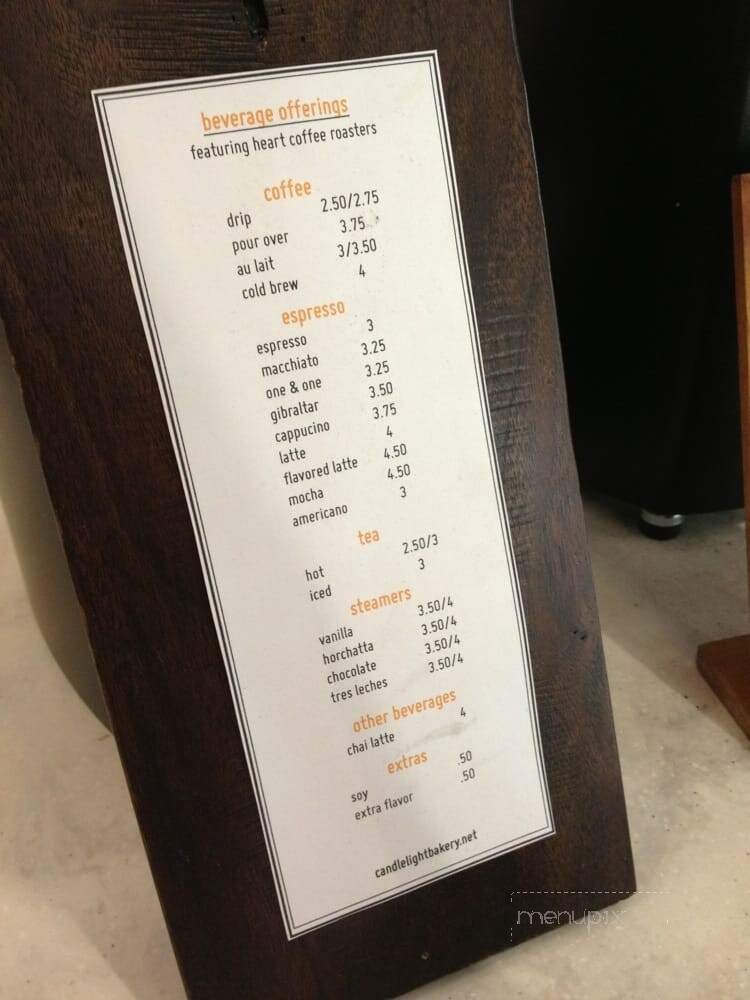 beverage offerings
featuring heart coffee roasters
coffee
drip 2.50/2.75
pour over 3.75
au lait 3/3.50
cold brew 4
espresso
espresso 3
macchiato 3.25
one & one 3.25
gibraltar 3.50
cappucino 3.75
latte 4
flavored latte 4.50
mocha 4.50
americano 3
tea
hot 2.50/3
iced 3
steamers
vanilla 3.50/4
horchatta 3.50/4
chocolate 3.50/4
tres leches 3.50/4
other beverages
chai latte 4
extras
soy .50
extra flavor .50
candlelightbakery.net
menupix